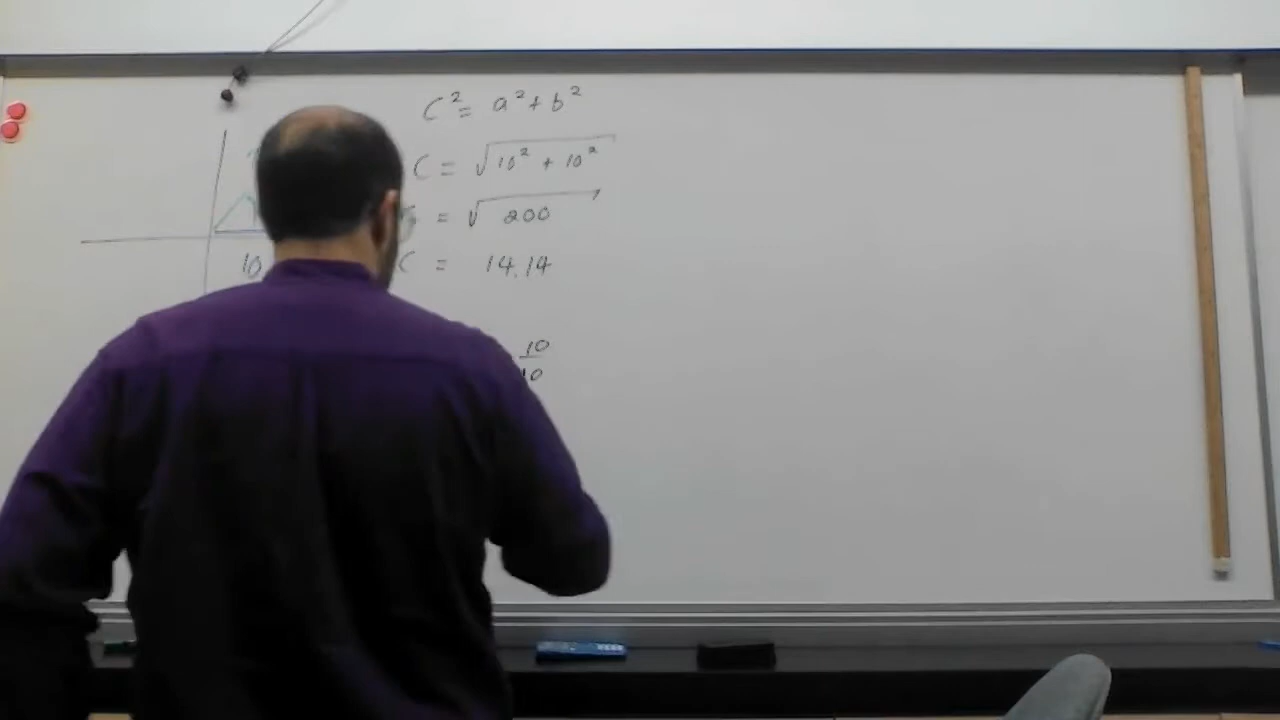 C² = a² + b²
C = √10² + 10²
= √200
10
C = 14.14
10
10